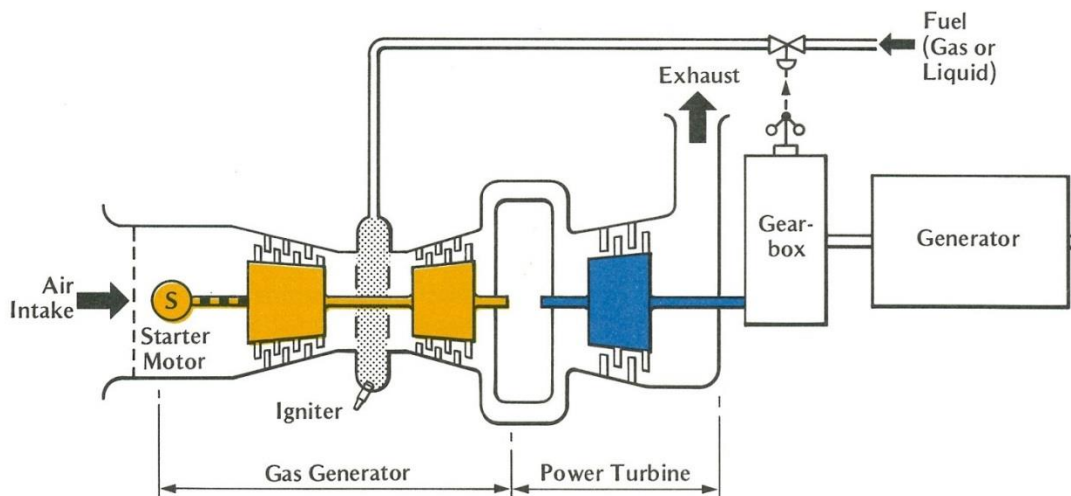 Fuel
(Gas or
Liquid)
Exhaust
Gear-
box
Generator
Air
Intake
S
Starter
Motor
Igniter
Gas Generator
Power Turbine